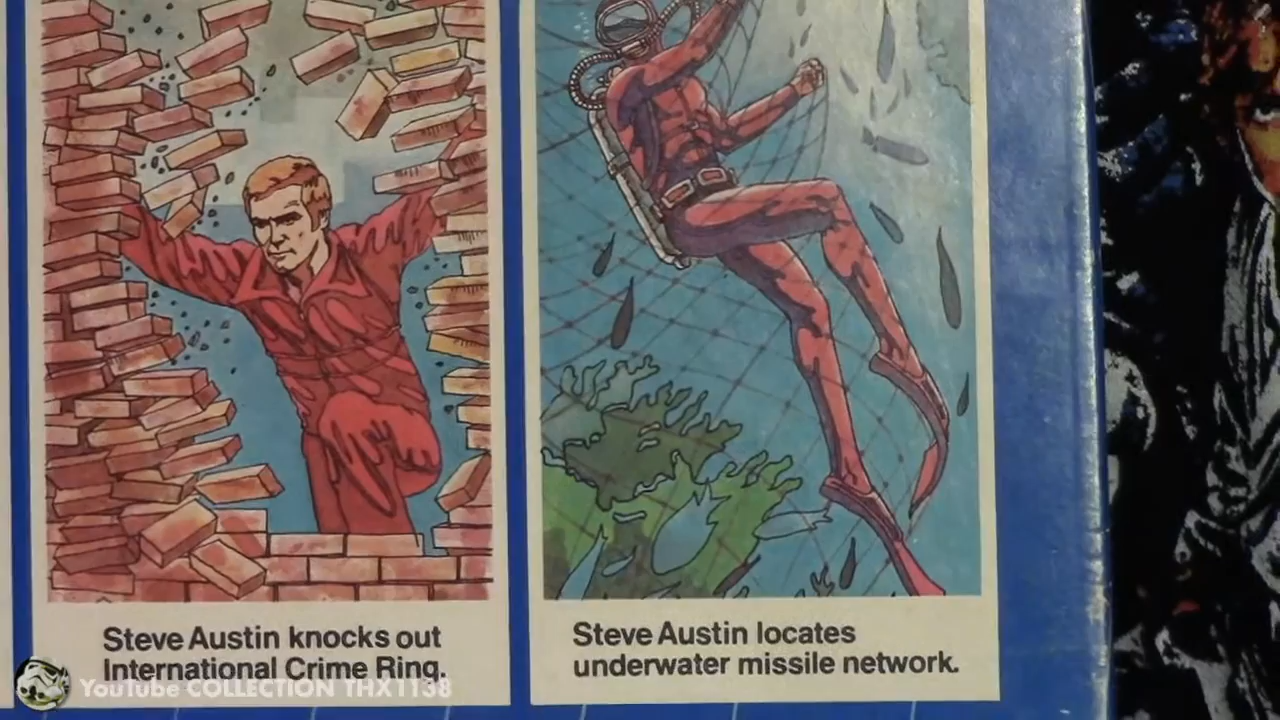 Steve Austin knocks out
International Crime Ring.
Steve Austin locates
underwater missile network.
YouTube COLLECTION THX1138